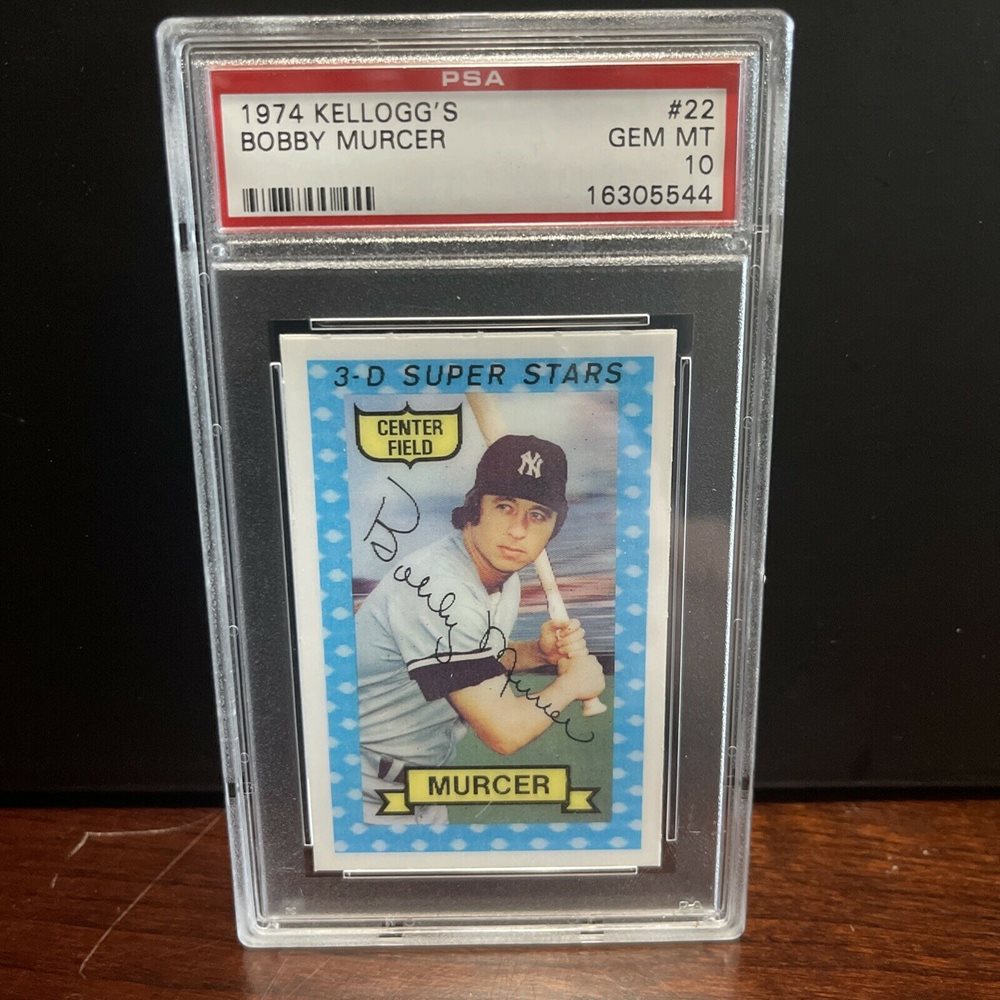 PSA
1974 KELLOGG'S #22
BOBBY MURCER GEM MT
10
16305544
3-D SUPER STARS
CENTER
FIELD
NY
Bobby Murcer
MURCER